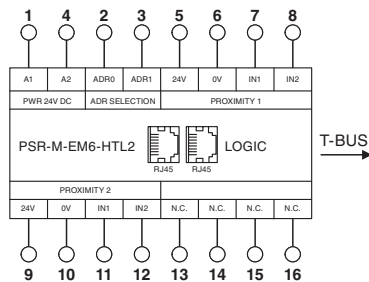 1 4 2 3 5 6 7 8
A1 A2 ADR0 ADR1 24V 0V IN1 IN2
PWR 24V DC ADR SELECTION PROXIMITY 1
PSR-M-EM6-HTL2 LOGIC T-BUS
RJ45 RJ45
PROXIMITY 2
24V 0V IN1 IN2 N.C. N.C. N.C. N.C.
9 10 11 12 13 14 15 16